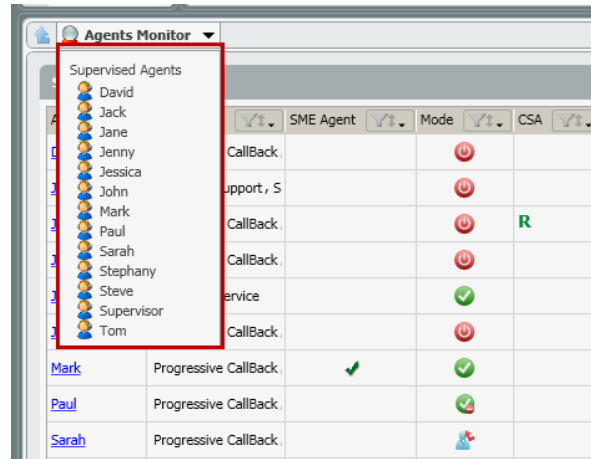 Agents Monitor
Supervised Agents
David
Jack
Jane
Jenny
Jessica
John
Mark
Paul
Sarah
Stephany
Steve
Supervisor
Tom
SME Agent Mode CSA
CallBack,
upport, S
CallBack,
CallBack,
ervice
CallBack,
Mark Progressive CallBack,
Paul Progressive CallBack,
Sarah Progressive CallBack,
R